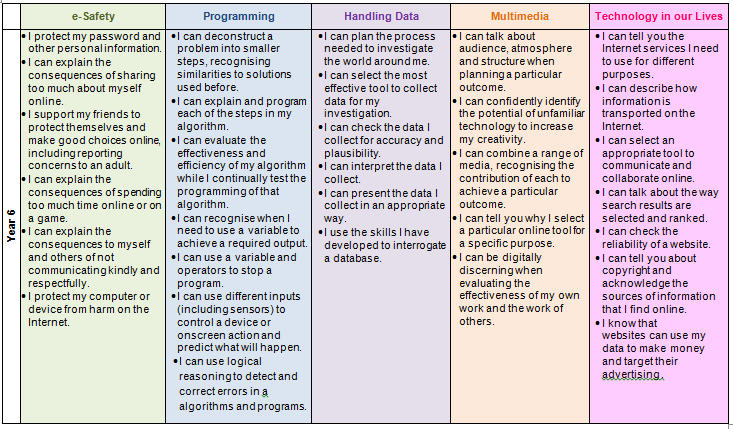 e-Safety
Programming
Handling Data
Multimedia
Technology in our Lives
Year 6
•I protect my password and
other personal information.
•I can explain the
consequences of sharing
too much about myself
online.
•I support my friends to
protect themselves and
make good choices online,
including reporting
concerns to an adult.
•I can explain the
consequences of spending
too much time online or on
a game.
•I can explain the
consequences to myself
and others of not
communicating kindly and
respectfully.
•I protect my computer or
device from harm on the
Internet.
•I can deconstruct a
problem into smaller
steps, recognising
similarities to solutions
used before.
•I can explain and program
each of the steps in my
algorithm.
•I can evaluate the
effectiveness and
efficiency of my algorithm
while I continually test the
programming of that
algorithm.
•I can recognise when I
need to use a variable to
achieve a required output.
•I can use a variable and
operators to stop a
program.
•I can use different inputs
(including sensors) to
control a device or
onscreen action and
predict what will happen.
•I can use logical
reasoning to detect and
correct errors in a
algorithms and programs.
•I can plan the process
needed to investigate
the world around me.
•I can select the most
effective tool to collect
data for my
investigation.
•I can check the data I
collect for accuracy and
plausibility.
•I can interpret the data I
collect.
•I can present the data I
collect in an appropriate
way.
•I use the skills I have
developed to interrogate
a database.
•I can talk about
audience, atmosphere
and structure when
planning a particular
outcome.
•I can confidently identify
the potential of unfamiliar
technology to increase
my creativity.
•I can combine a range of
media, recognising the
contribution of each to
achieve a particular
outcome.
•I can tell you why I select
a particular online tool for
a specific purpose.
•I can be digitally
discerning when
evaluating the
effectiveness of my own
work and the work of
others.
•I can tell you the
Internet services I need
to use for different
purposes.
•I can describe how
information is
transported on the
Internet.
•I can select an
appropriate tool to
communicate and
collaborate online.
•I can talk about the way
search results are
selected and ranked.
•I can check the
reliability of a website.
•I can tell you about
copyright and
acknowledge the
sources of information
that I find online.
•I know that
websites can use my
data to make money
and target their
advertising.